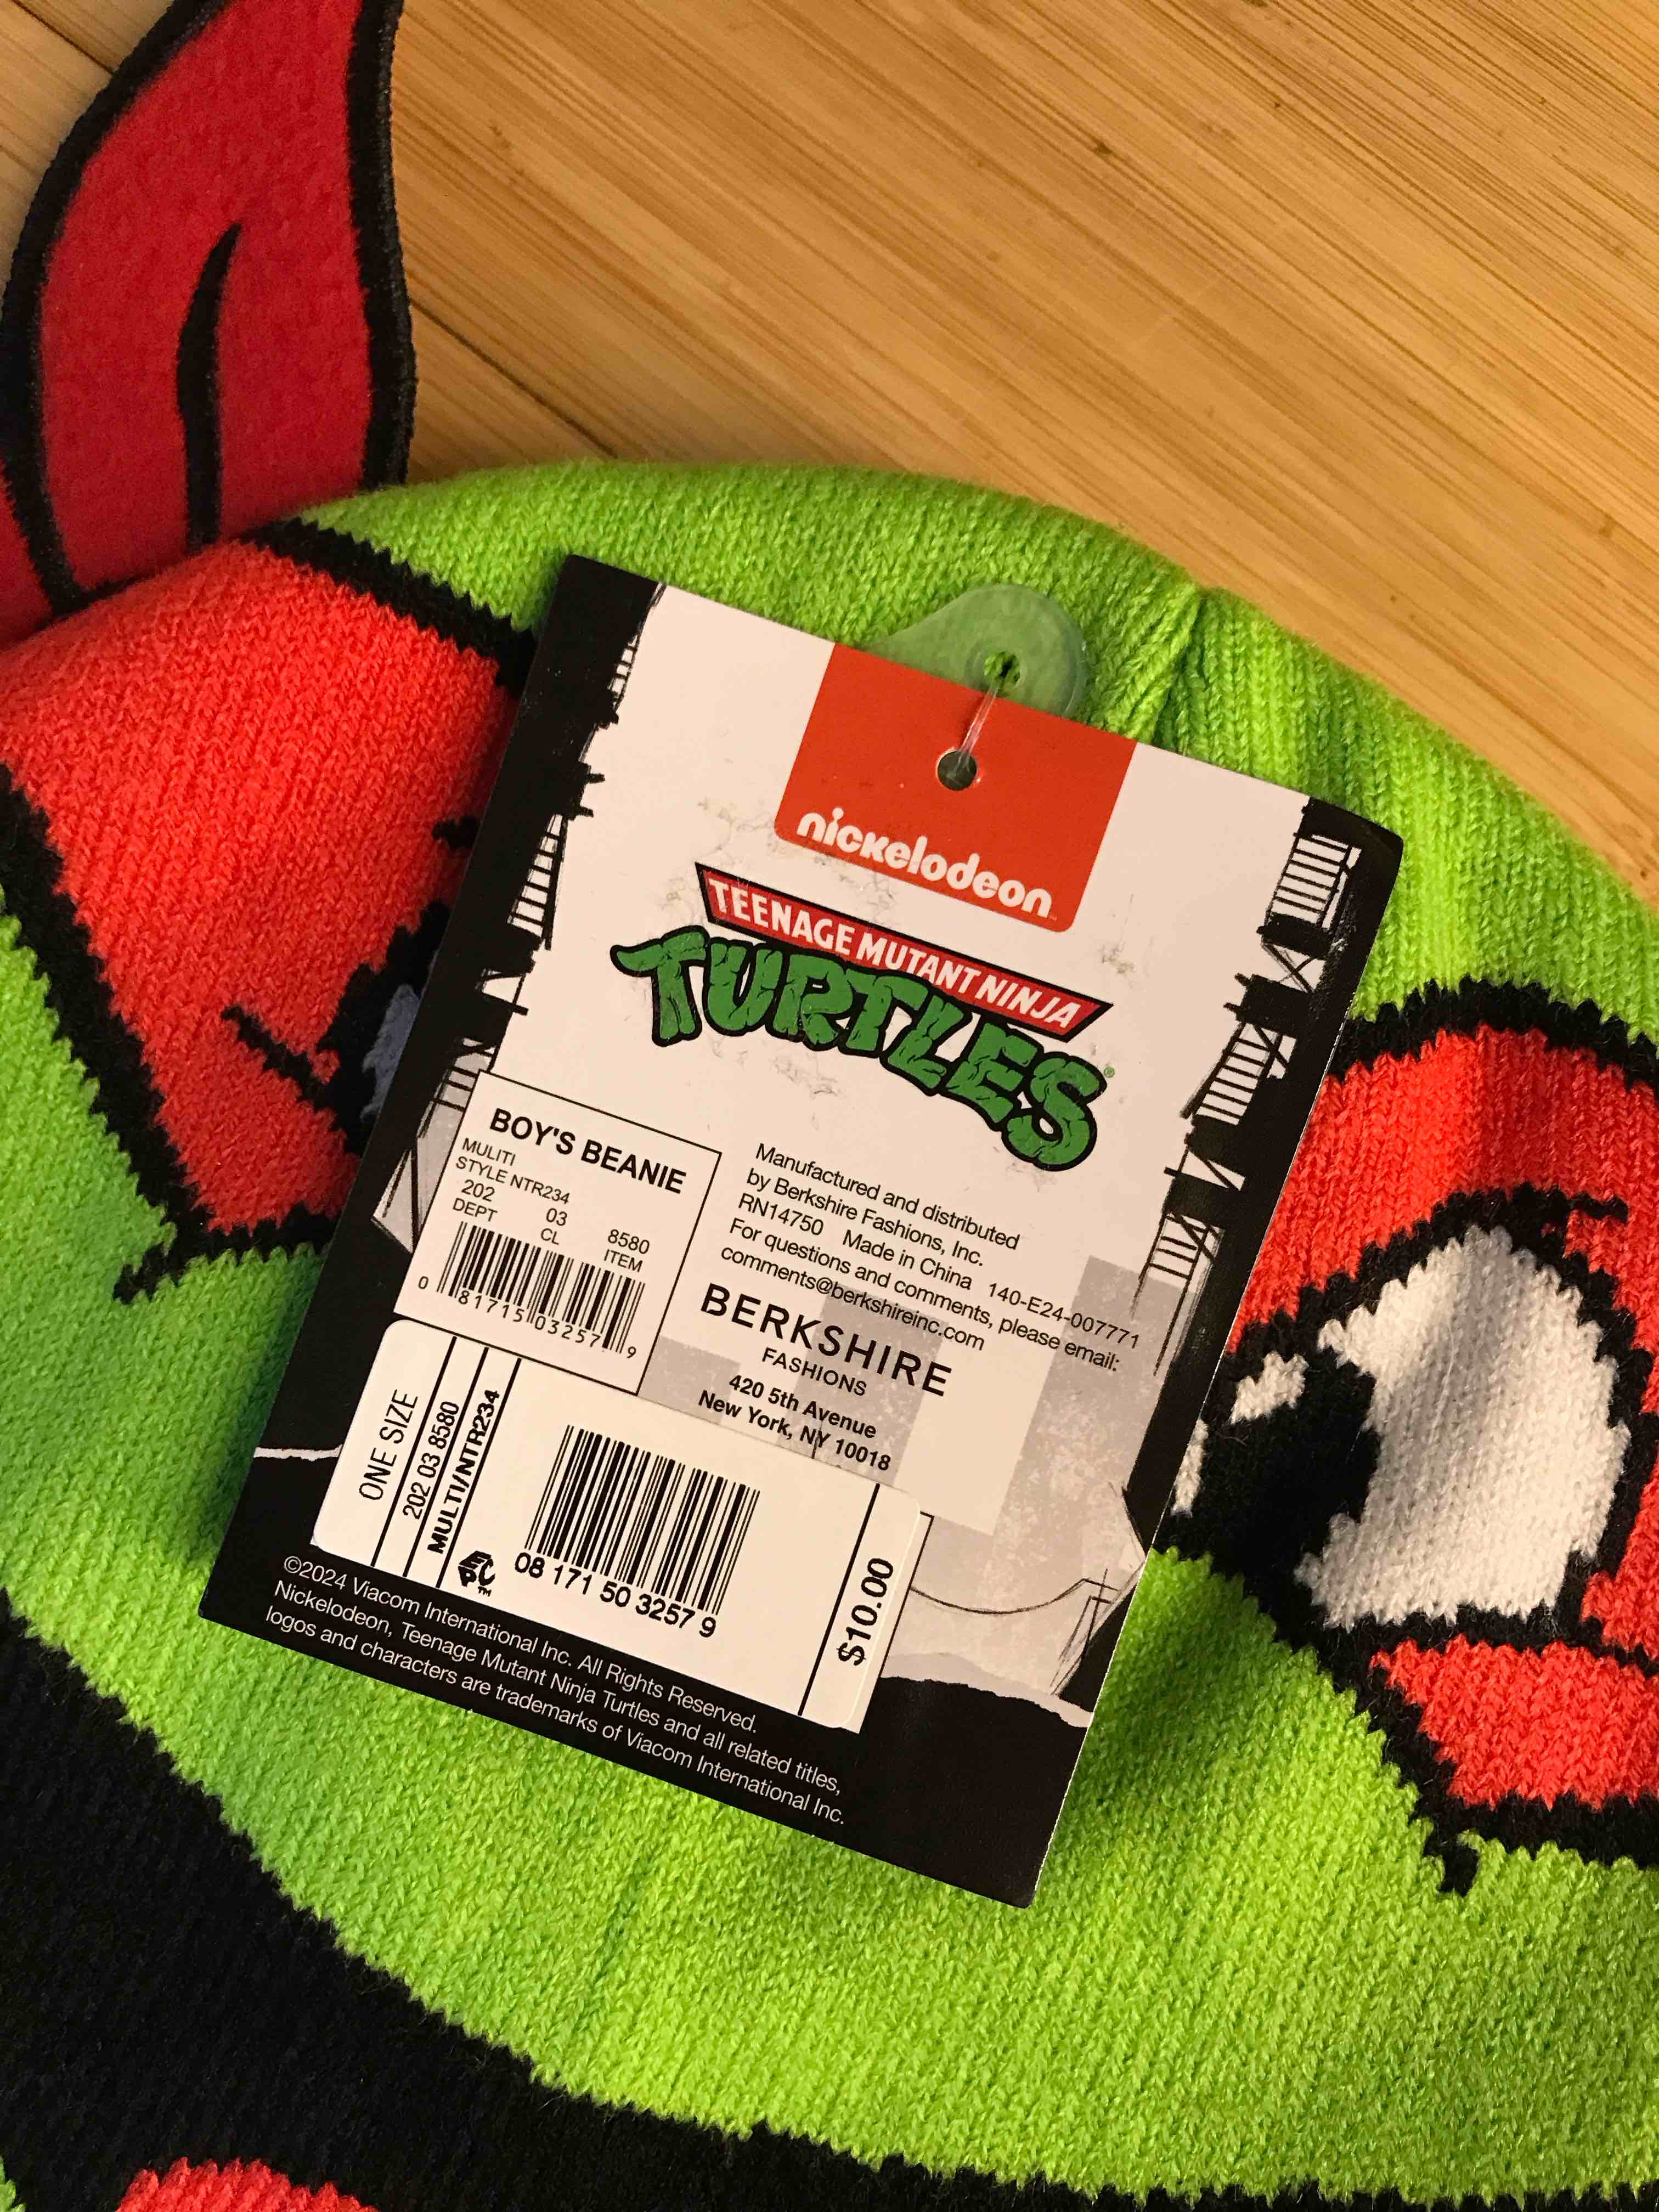 nickelodeon
TEENAGE MUTANT NINJA
TURTLES®
BOY'S BEANIE
MULITI
STYLE NTR234
202 03 8580
DEPT CL ITEM
0 81715 03257 9
Manufactured and distributed
by Berkshire Fashions, Inc.
RN14750 Made in China 140-E24-007771
For questions and comments, please email:
comments@berkshireinc.com
BERKSHIRE
FASHIONS
420 5th Avenue
New York, NY 10018
ONE SIZE
202 03 8580
MULTI/NTR234
EC™
08 171 50 3257 9
$10.00
©2024 Viacom International Inc. All Rights Reserved.
Nickelodeon, Teenage Mutant Ninja Turtles and all related titles,
logos and characters are trademarks of Viacom International Inc.